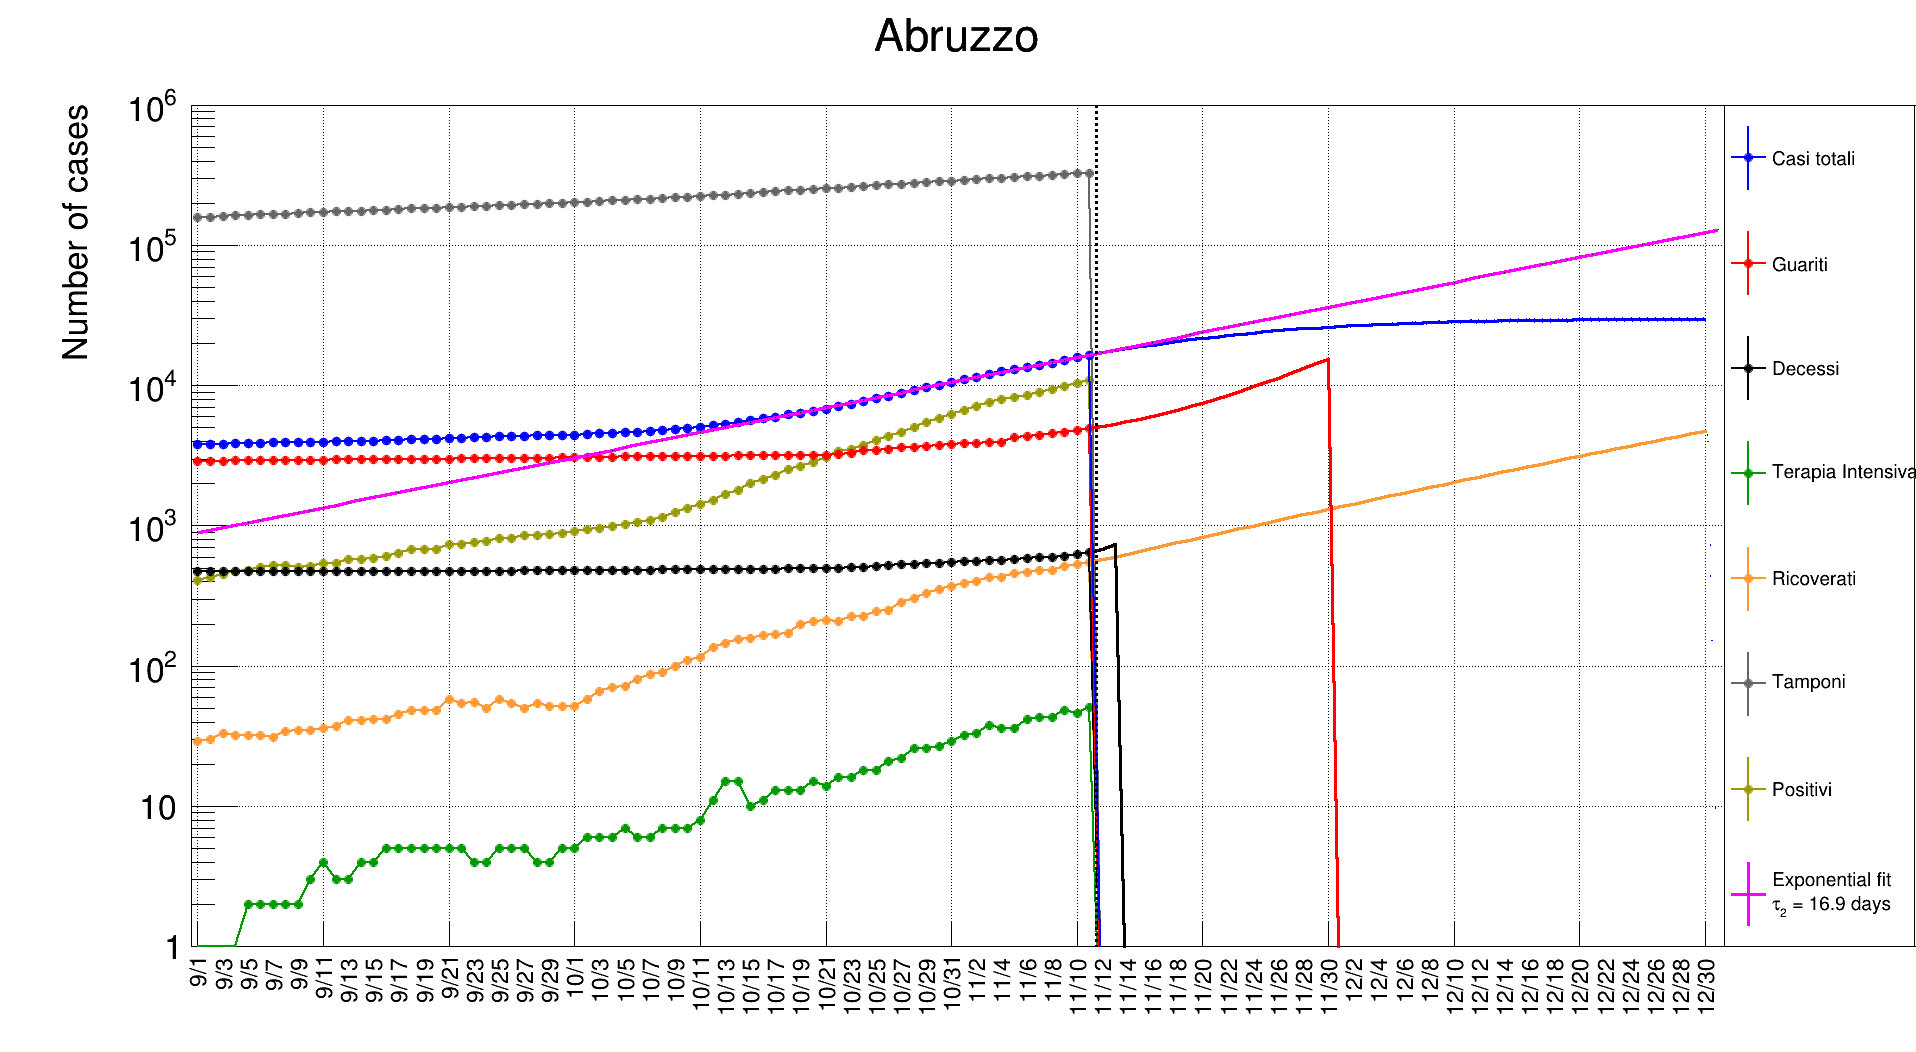 Abruzzo
Number of cases
10^6
10^5
10^4
10^3
10^2
10
1
9/1 9/3 9/5 9/7 9/9 9/11 9/13 9/15 9/17 9/19 9/21 9/23 9/25 9/27 9/29 10/1 10/3 10/5 10/7 10/9 10/11 10/13 10/15 10/17 10/19 10/21 10/23 10/25 10/27 10/29 10/31 11/2 11/4 11/6 11/8 11/10 11/12 11/14 11/16 11/18 11/20 11/22 11/24 11/26 11/28 11/30 12/2 12/4 12/6 12/8 12/10 12/12 12/14 12/16 12/18 12/20 12/22 12/24 12/26 12/28 12/30
Casi totali
Guariti
Decessi
Terapia Intensiva
Ricoverati
Tamponi
Positivi
Exponential fit
τ₂ = 16.9 days